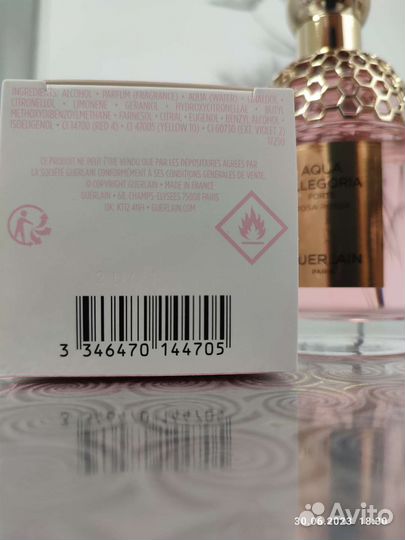 INGREDIENTS: ALCOHOL • PARFUM (FRAGRANCE) • AQUA (WATER) • LINALOOL •
CITRONELLOL • LIMONENE • GERANIOL • HYDROXYCITRONELLAL • BUTYL
METHOXYDIBENZOYLMETHANE • FARNESOL • CITRAL • EUGENOL • BENZYL ALCOHOL •
ISOEUGENOL • CI 14700 (RED 4) • CI 47005 (YELLOW 10) • CI 60730 (EXT. VIOLET 2)
CE PRODUIT NE PEUT ÊTRE VENDU QUE PAR LES DÉPOSITAIRES AGRÉÉS PAR
LA SOCIÉTÉ GUERLAIN CONFORMÉMENT À SES CONDITIONS GÉNÉRALES DE VENTE.
© COPYRIGHT GUERLAIN • MADE IN FRANCE
GUERLAIN • 68, CHAMPS-ELYSEES 75008 PARIS
UK: KT12 4NH • GUERLAIN.COM
3 346470 144705
AQUA
ALLEGORIA
FORTE
ROSA
GUERLAIN
PARIS
30.06.2023 18:30
Avito